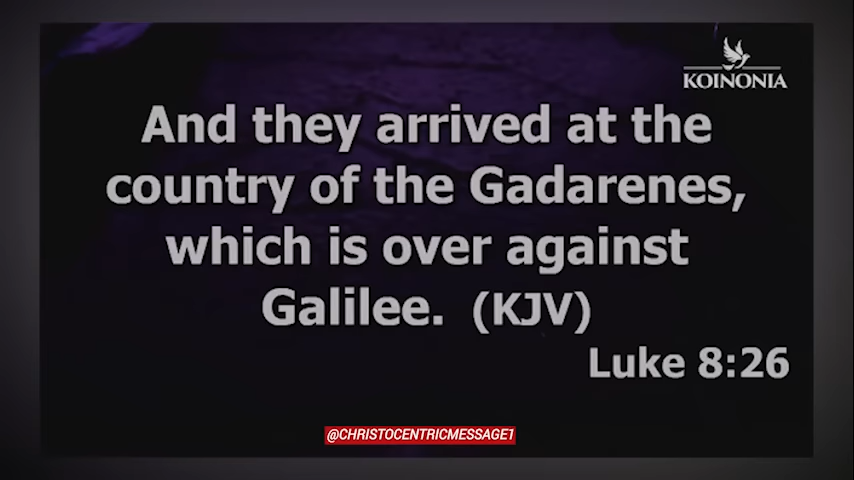 KOINONIA
And they arrived at the
country of the Gadarenes,
which is over against
Galilee. (KJV)
Luke 8:26
@CHRISTOCENTRICMESSAGE1